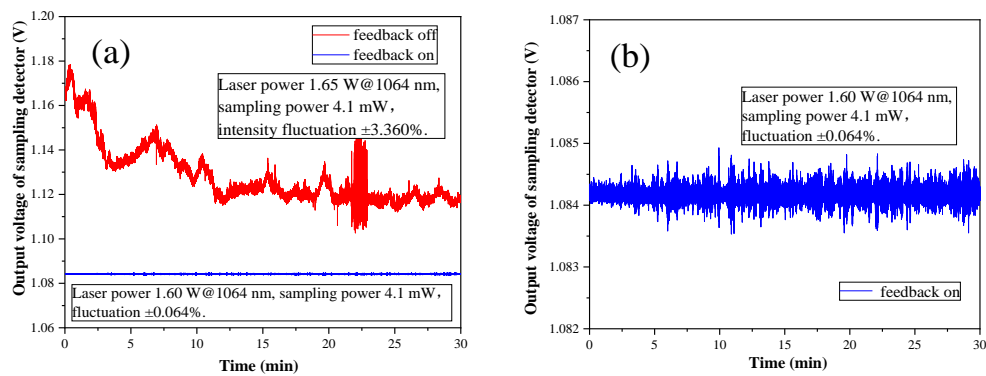 (a)
feedback off
feedback on
Laser power 1.65 W@1064 nm,
sampling power 4.1 mW，
intensity fluctuation ±3.360%.
Laser power 1.60 W@1064 nm, sampling power 4.1 mW，
fluctuation ±0.064%.
Output voltage of sampling detector (V)
1.20
1.18
1.16
1.14
1.12
1.10
1.08
1.06
0
5
10
15
20
25
30
Time (min)
(b)
Laser power 1.60 W@1064 nm,
sampling power 4.1 mW，
fluctuation ±0.064%.
feedback on
Output voltage of sampling detector (V)
1.087
1.086
1.085
1.084
1.083
1.082
0
5
10
15
20
25
30
Time (min)